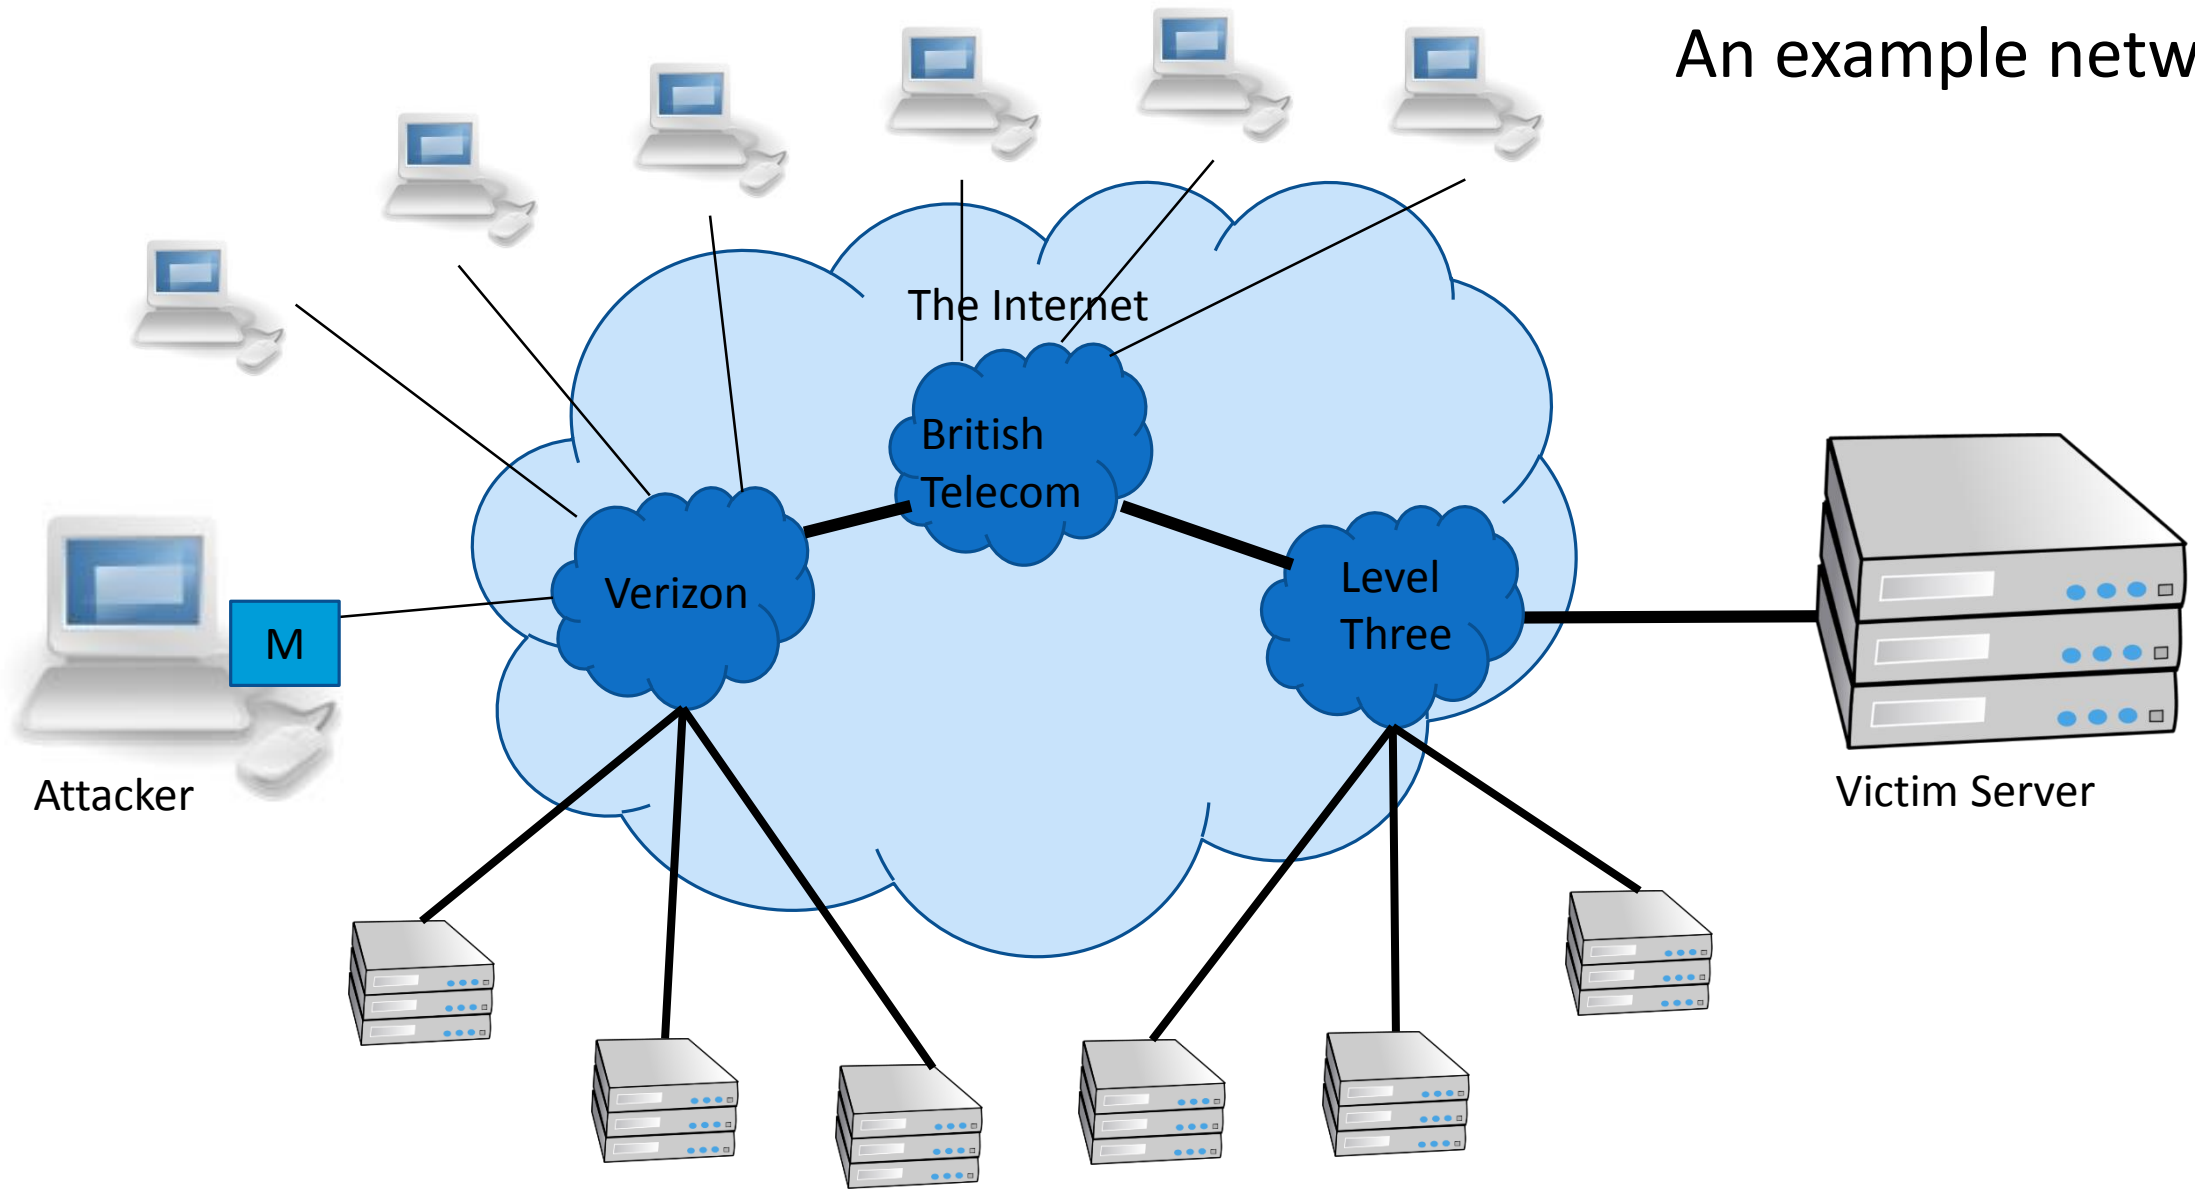 An example netw
The Internet
British
Telecom
Verizon
Level
Three
M
Attacker
Victim Server